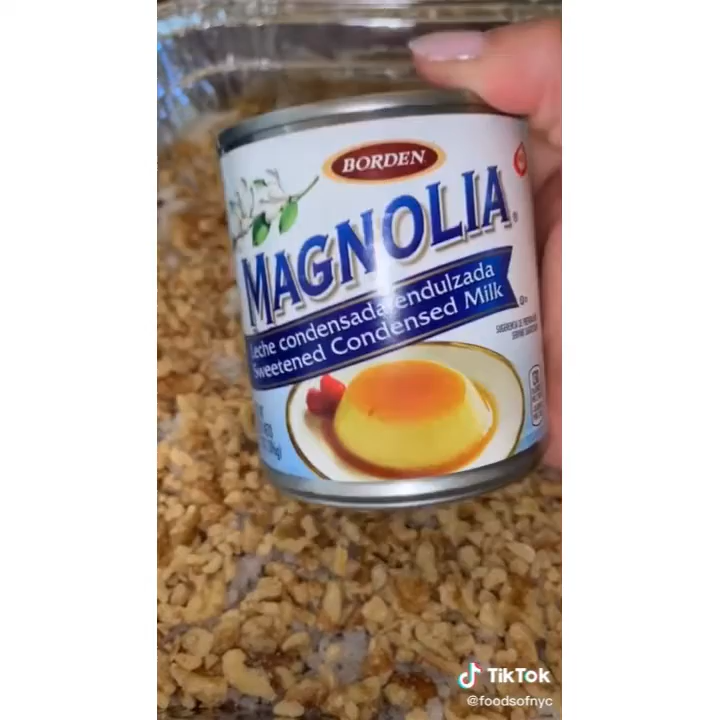 BORDEN
MAGNOLIA
Leche condensada endulzada
Sweetened Condensed Milk
TikTok
@foodsofnyc